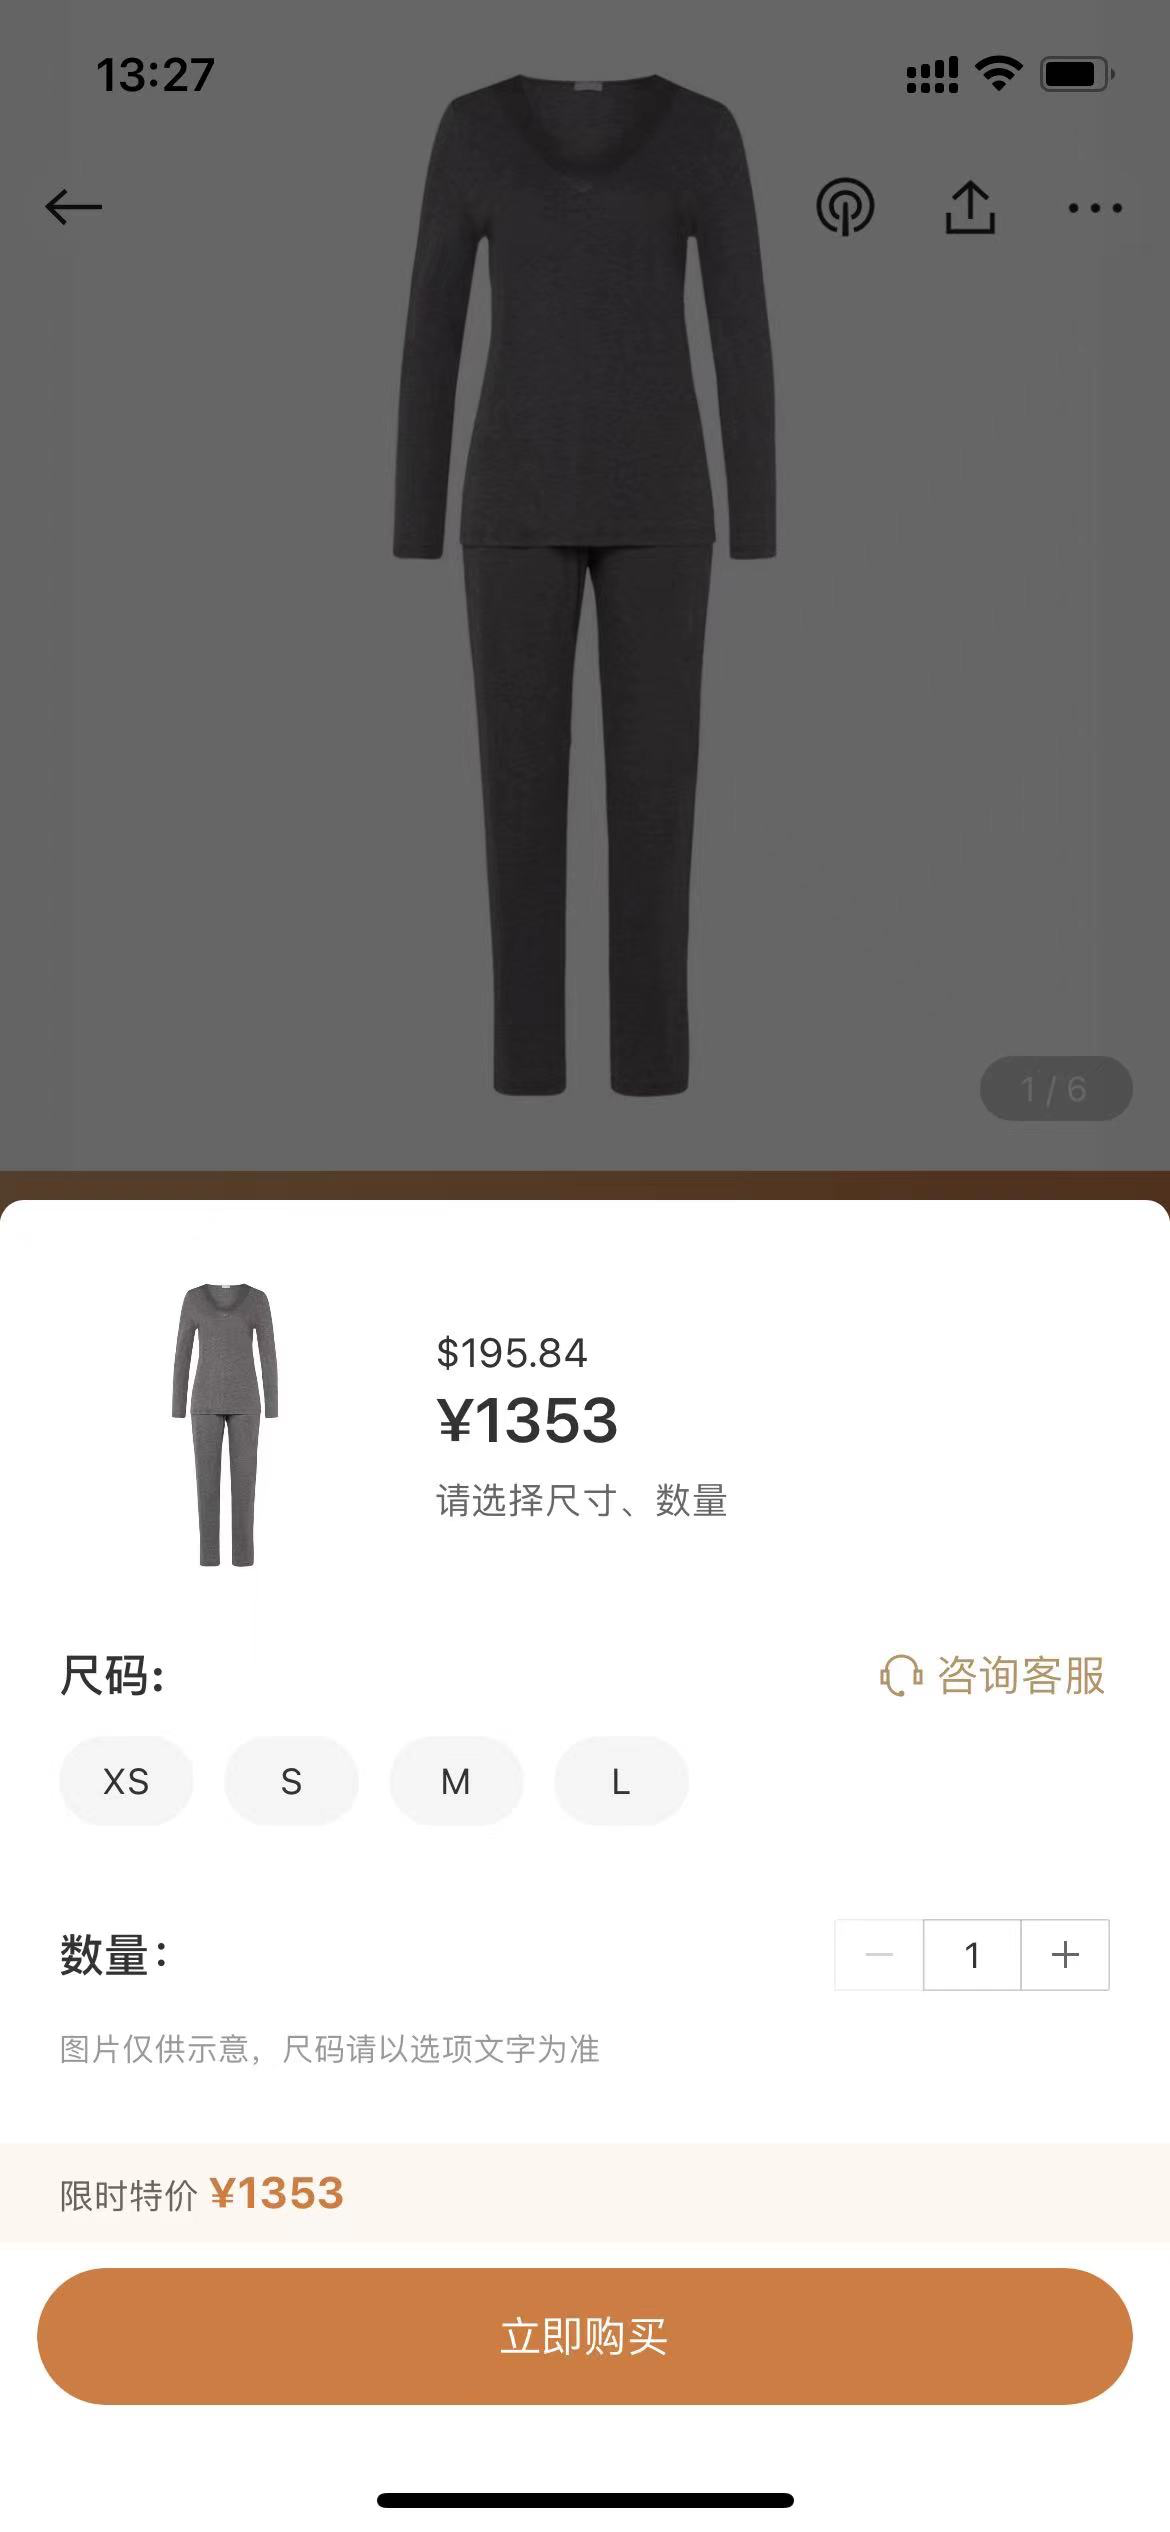 13:27
1 / 6
$195.84
¥1353
请选择尺寸、数量
尺码:
咨询客服
XS S M L
数量:
1
图片仅供示意，尺码请以选项文字为准
限时特价 ¥1353
立即购买